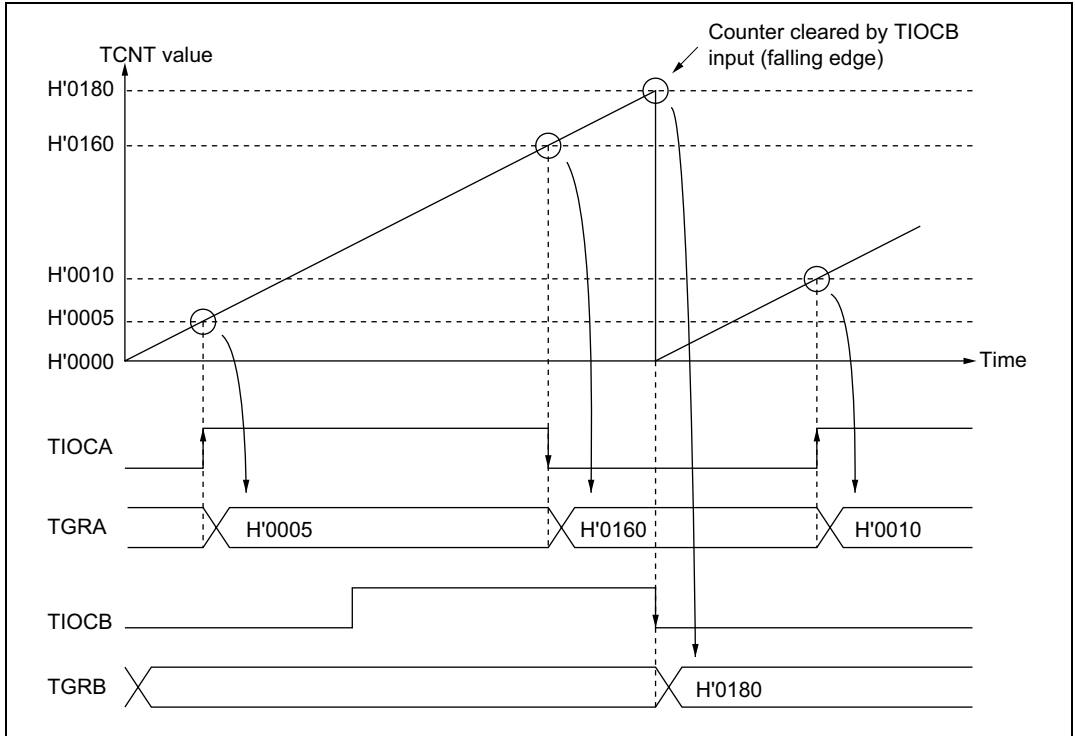 Counter cleared by TIOCB
input (falling edge)
TCNT value
H'0180
H'0160
H'0010
H'0005
H'0000
Time
TIOCA
TGRA
H'0005
H'0160
H'0010
TIOCB
TGRB
H'0180